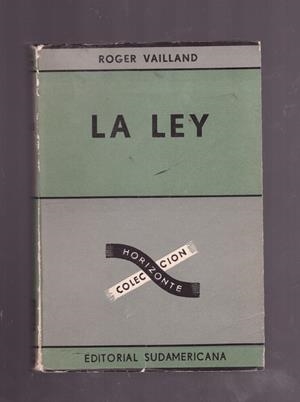 ROGER VAILLAND
LA LEY
COLECCION
HORIZONTE
EDITORIAL SUDAMERICANA